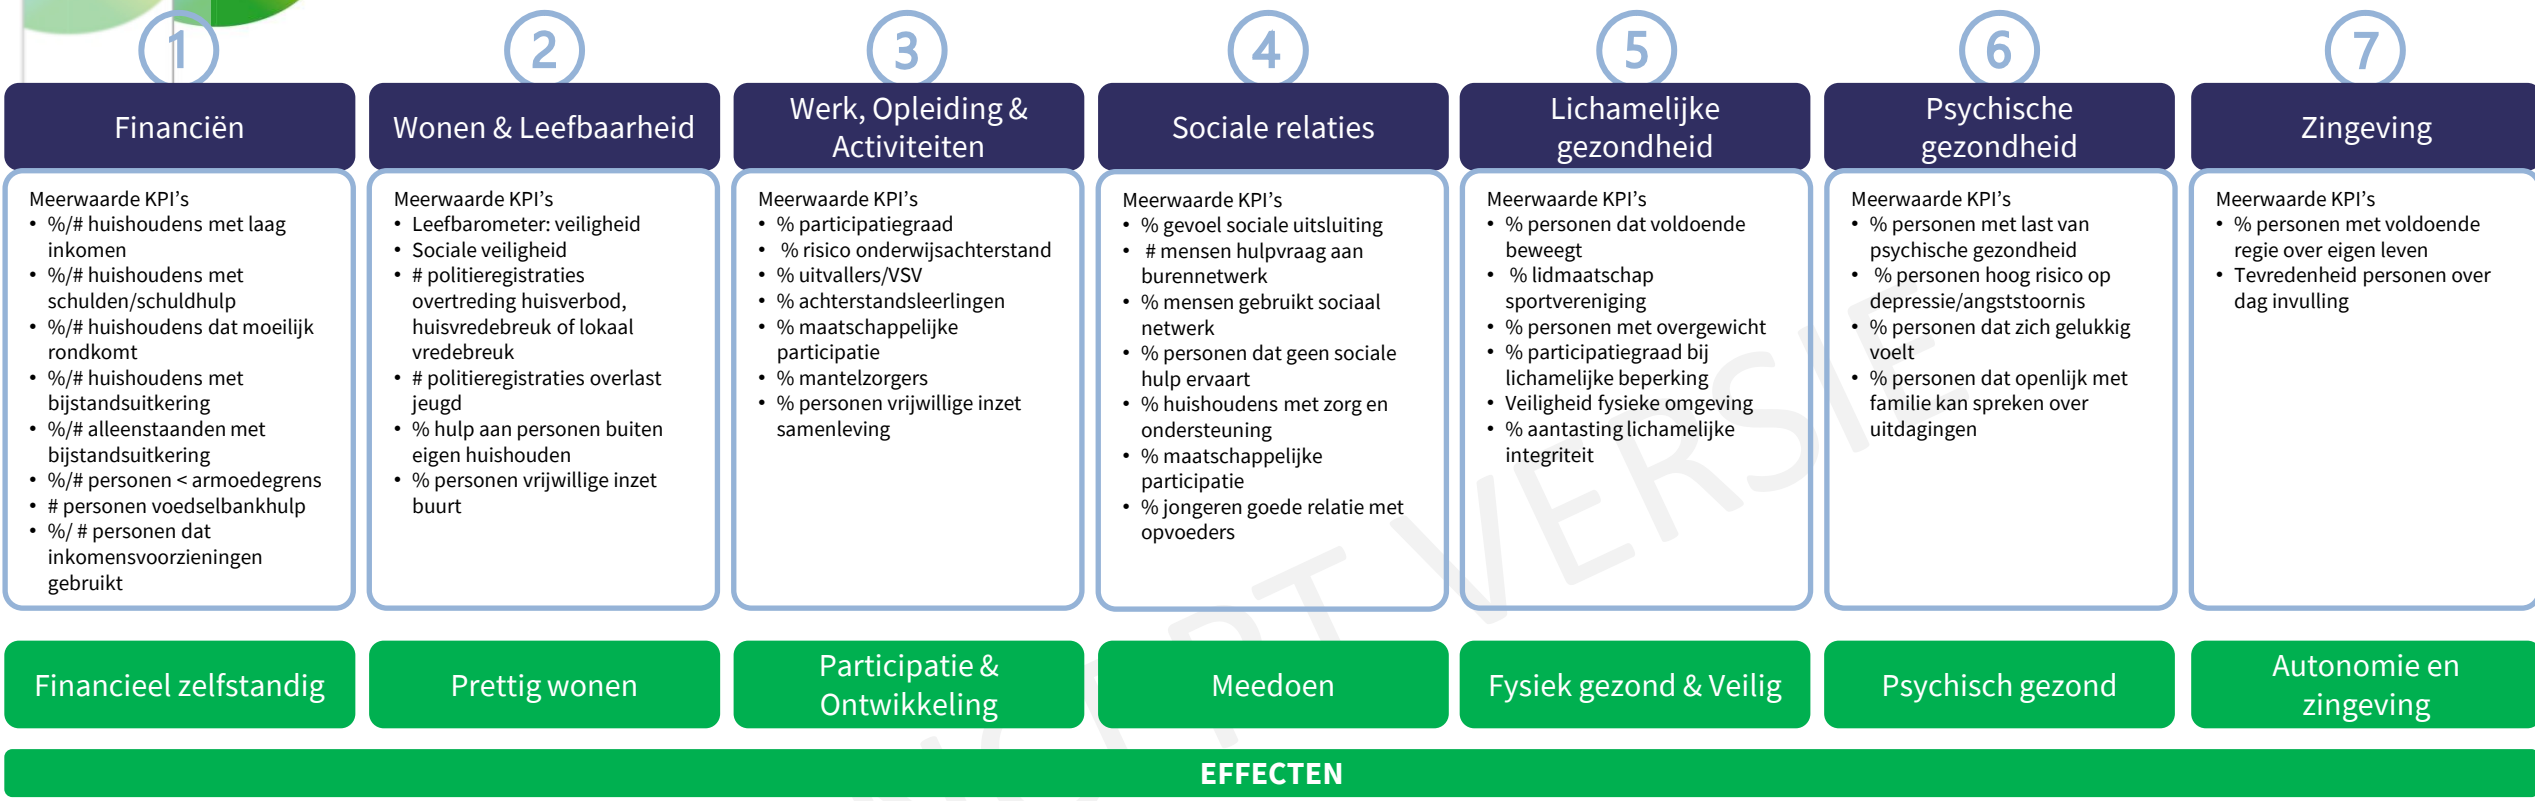 1
Financiën
Meerwaarde KPI's
• %/# huishoudens met laag
inkomen
• %/# huishoudens met
schulden/schuldhulp
• %/# huishoudens dat moeilijk
rondkomt
• %/# huishoudens met
bijstandsuitkering
• %/# alleenstaanden met
bijstandsuitkering
• %/# personen < armoedegrens
• # personen voedselbankhulp
• %/ # personen dat
inkomensvoorzieningen
gebruikt
Financieel zelfstandig
2
Wonen & Leefbaarheid
Meerwaarde KPI's
• Leefbarometer: veiligheid
• Sociale veiligheid
• # politieregistraties
overtreding huisverbod,
huisvredebreuk of lokaal
vredebreuk
• # politieregistraties overlast
jeugd
• % hulp aan personen buiten
eigen huishouden
• % personen vrijwillige inzet
buurt
Prettig wonen
3
Werk, Opleiding &
Activiteiten
Meerwaarde KPI's
• % participatiegraad
• % risico onderwijsachterstand
• % uitvallers/VSV
• % achterstandsleerlingen
• % maatschappelijke
participatie
• % mantelzorgers
• % personen vrijwillige inzet
samenleving
Participatie &
Ontwikkeling
4
Sociale relaties
Meerwaarde KPI's
• % gevoel sociale uitsluiting
• # mensen hulpvraag aan
burennetwerk
• % mensen gebruikt sociaal
netwerk
• % personen dat geen sociale
hulp ervaart
• % huishoudens met zorg en
ondersteuning
• % maatschappelijke
participatie
• % jongeren goede relatie met
opvoeders
Meedoen
5
Lichamelijke
gezondheid
Meerwaarde KPI's
• % personen dat voldoende
beweegt
• % lidmaatschap
sportvereniging
• % personen met overgewicht
• % participatiegraad bij
lichamelijke beperking
• Veiligheid fysieke omgeving
• % aantasting lichamelijke
integriteit
Fysiek gezond & Veilig
6
Psychische
gezondheid
Meerwaarde KPI's
• % personen met last van
psychische gezondheid
• % personen hoog risico op
depressie/angststoornis
• % personen dat zich gelukkig
voelt
• % personen dat openlijk met
familie kan spreken over
uitdagingen
Psychisch gezond
7
Zingeving
Meerwaarde KPI's
• % personen met voldoende
regie over eigen leven
• Tevredenheid personen over
dag invulling
Autonomie en
zingeving
EFFECTEN
VERSIE